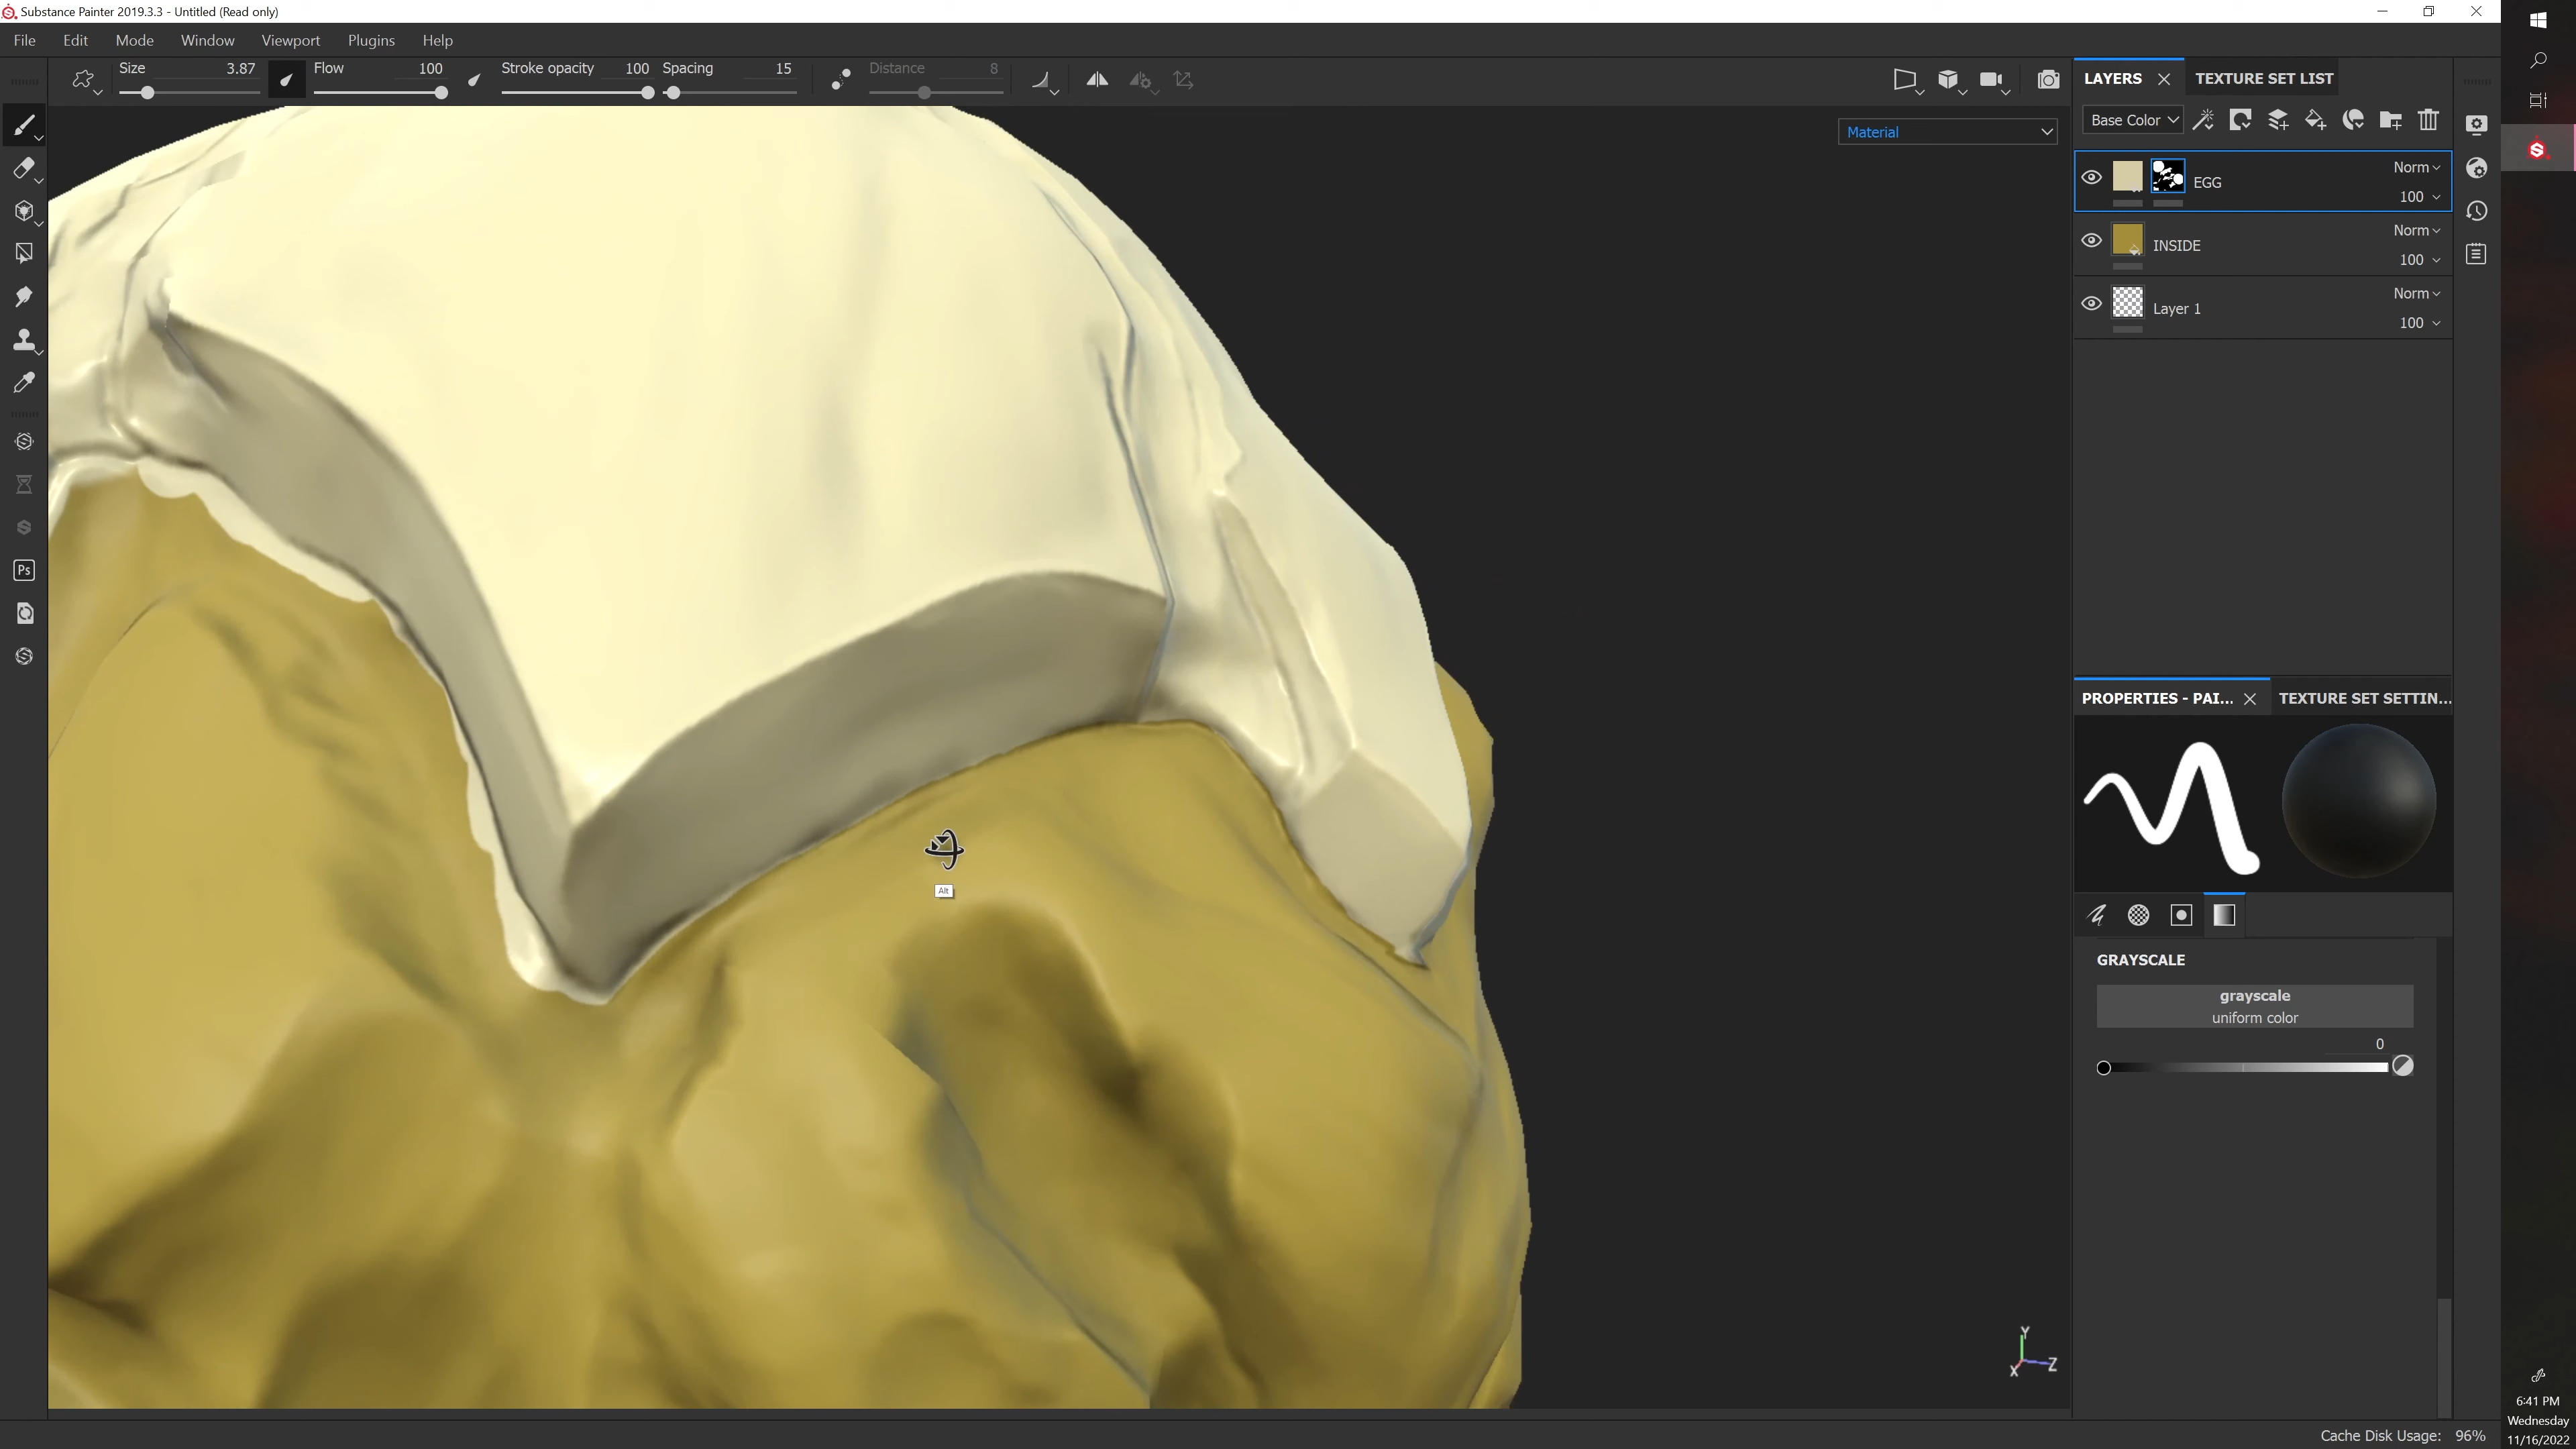 Substance Painter 2019.3.3 - Untitled (Read only)
File Edit Mode Window Viewport Plugins Help
Size 3.87 Flow 100 Stroke opacity 100 Spacing 15 Distance 8
Material
LAYERS TEXTURE SET LIST
Base Color
Norm
EGG
100
Norm
INSIDE
100
Norm
Layer 1
100
PROPERTIES - PAI... TEXTURE SET SETTIN...
Alt
GRAYSCALE
grayscale
uniform color
0
Ps
Y
X Z
Cache Disk Usage: 96%
6:41 PM
Wednesday
11/16/2022